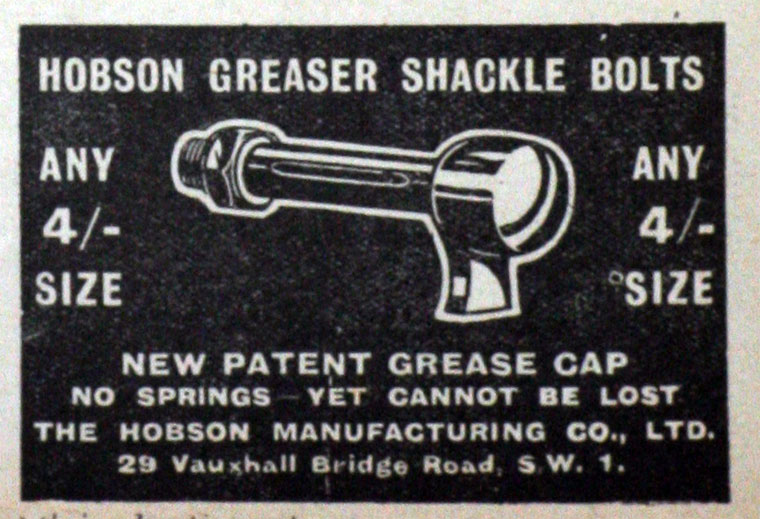 HOBSON GREASER SHACKLE BOLTS
ANY
4/-
SIZE
ANY
4/-
SIZE
NEW PATENT GREASE CAP
NO SPRINGS YET CANNOT BE LOST
THE HOBSON MANUFACTURING CO., LTD.
29 Vauxhall Bridge Road, S.W. 1.